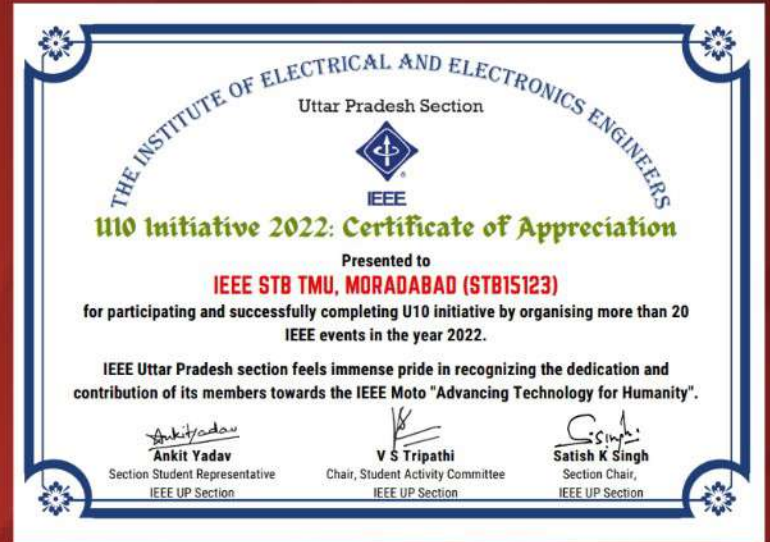 THE INSTITUTE OF ELECTRICAL AND ELECTRONICS ENGINEERS
Uttar Pradesh Section
IEEE
U10 Initiative 2022: Certificate of Appreciation
Presented to
IEEE STB TMU, MORADABAD (STB15123)
for participating and successfully completing U10 initiative by organising more than 20
IEEE events in the year 2022.
IEEE Uttar Pradesh section feels immense pride in recognizing the dedication and
contribution of its members towards the IEEE Moto "Advancing Technology for Humanity".
Ankityadav
S.Singh
Ankit Yadav
V S Tripathi
Satish K Singh
Section Student Representative
Chair, Student Activity Committee
Section Chair,
IEEE UP Section
IEEE UP Section
IEEE UP Section